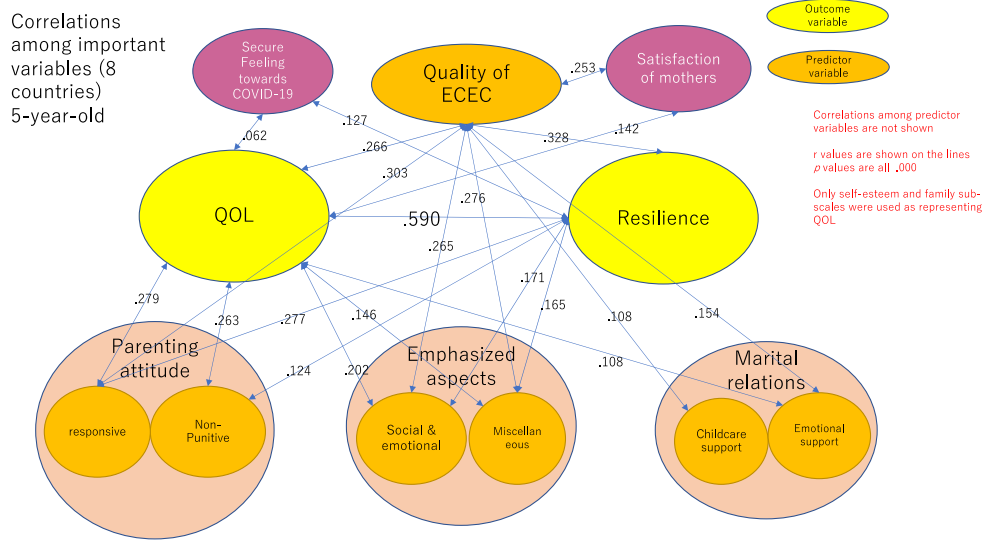 Correlations
among important
variables (8
countries)
5-year-old
Secure
Feeling
towards
COVID-19
Quality of
ECEC
Satisfaction
of mothers
Outcome
variable
Predictor
variable
Correlations among predictor
variables are not shown
r values are shown on the lines
p values are all .000
Only self-esteem and family sub-
scales were used as representing
QOL
.253
.127
.062
.328
.142
.266
.303
.276
QOL
.590
Resilience
.265
.171
.279
.165
.263
.277
.146
.108
.154
Parenting
attitude
Emphasized
aspects
Marital
relations
.124
.202
.108
responsive
Non-
Punitive
Social &
emotional
Miscellan
eous
Childcare
support
Emotional
support